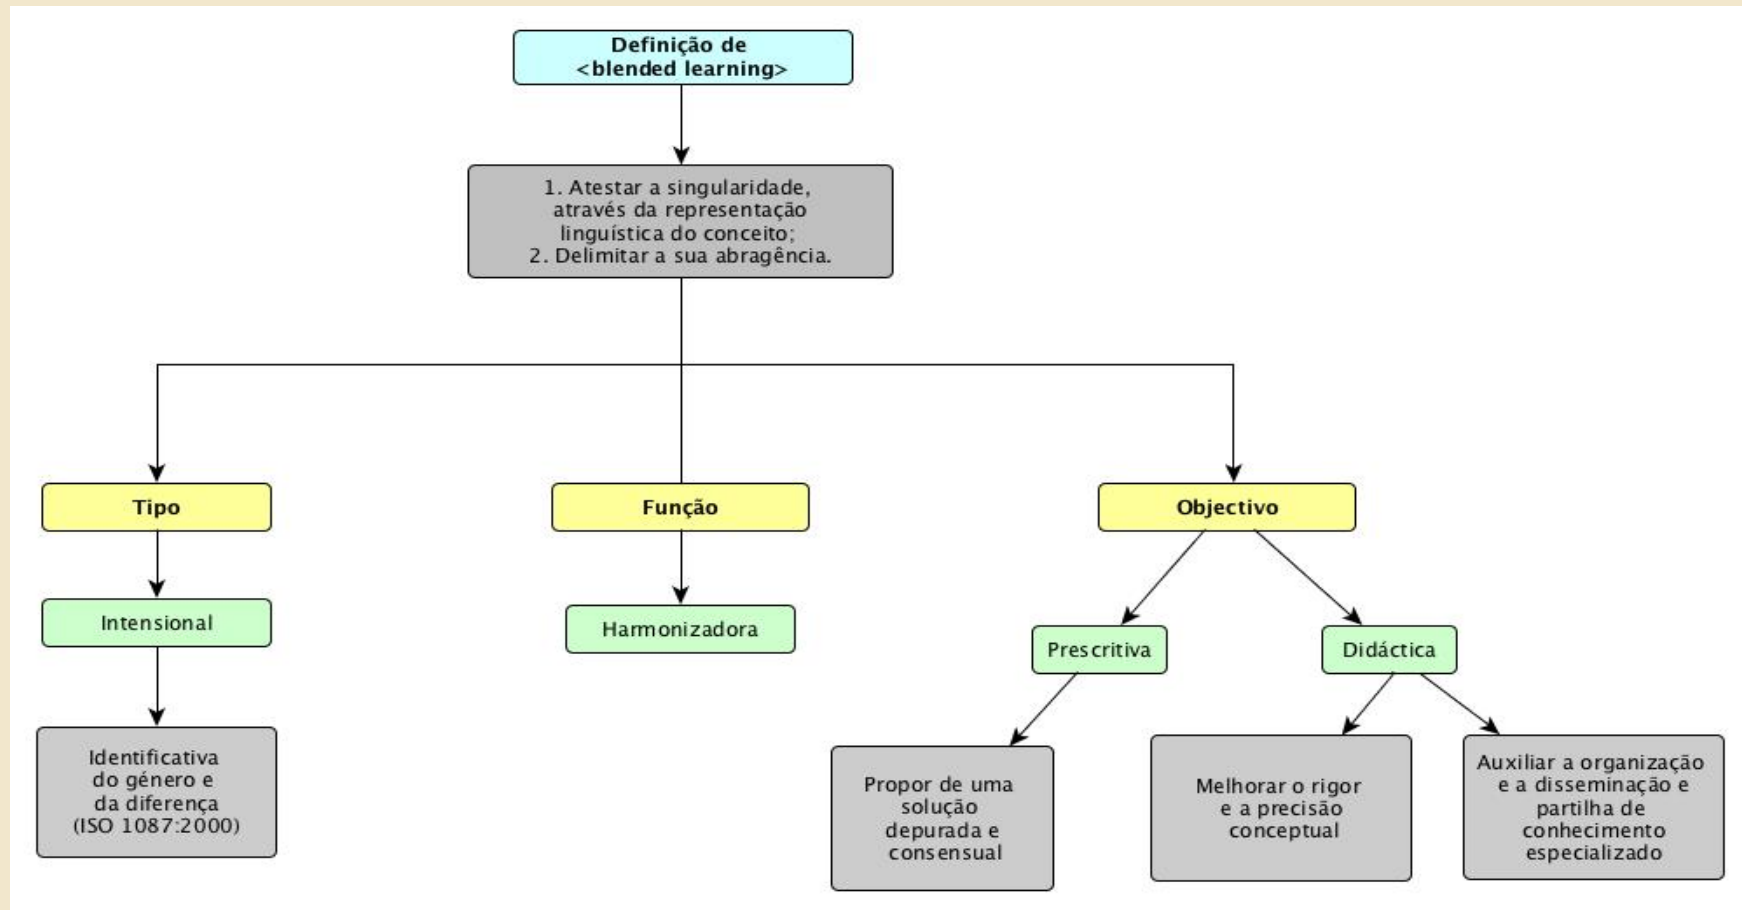 Definição de
<blended learning>
1. Atestar a singularidade,
através da representação
linguística do conceito;
2. Delimitar a sua abragência.
Tipo
Função
Objectivo
Intensional
Harmonizadora
Prescritiva
Didáctica
Identificativa
do género e
da diferença
(ISO 1087:2000)
Propor de uma
solução
depurada e
consensual
Melhorar o rigor
e a precisão
conceptual
Auxiliar a organização
e a disseminação e
partilha de
conhecimento
especializado